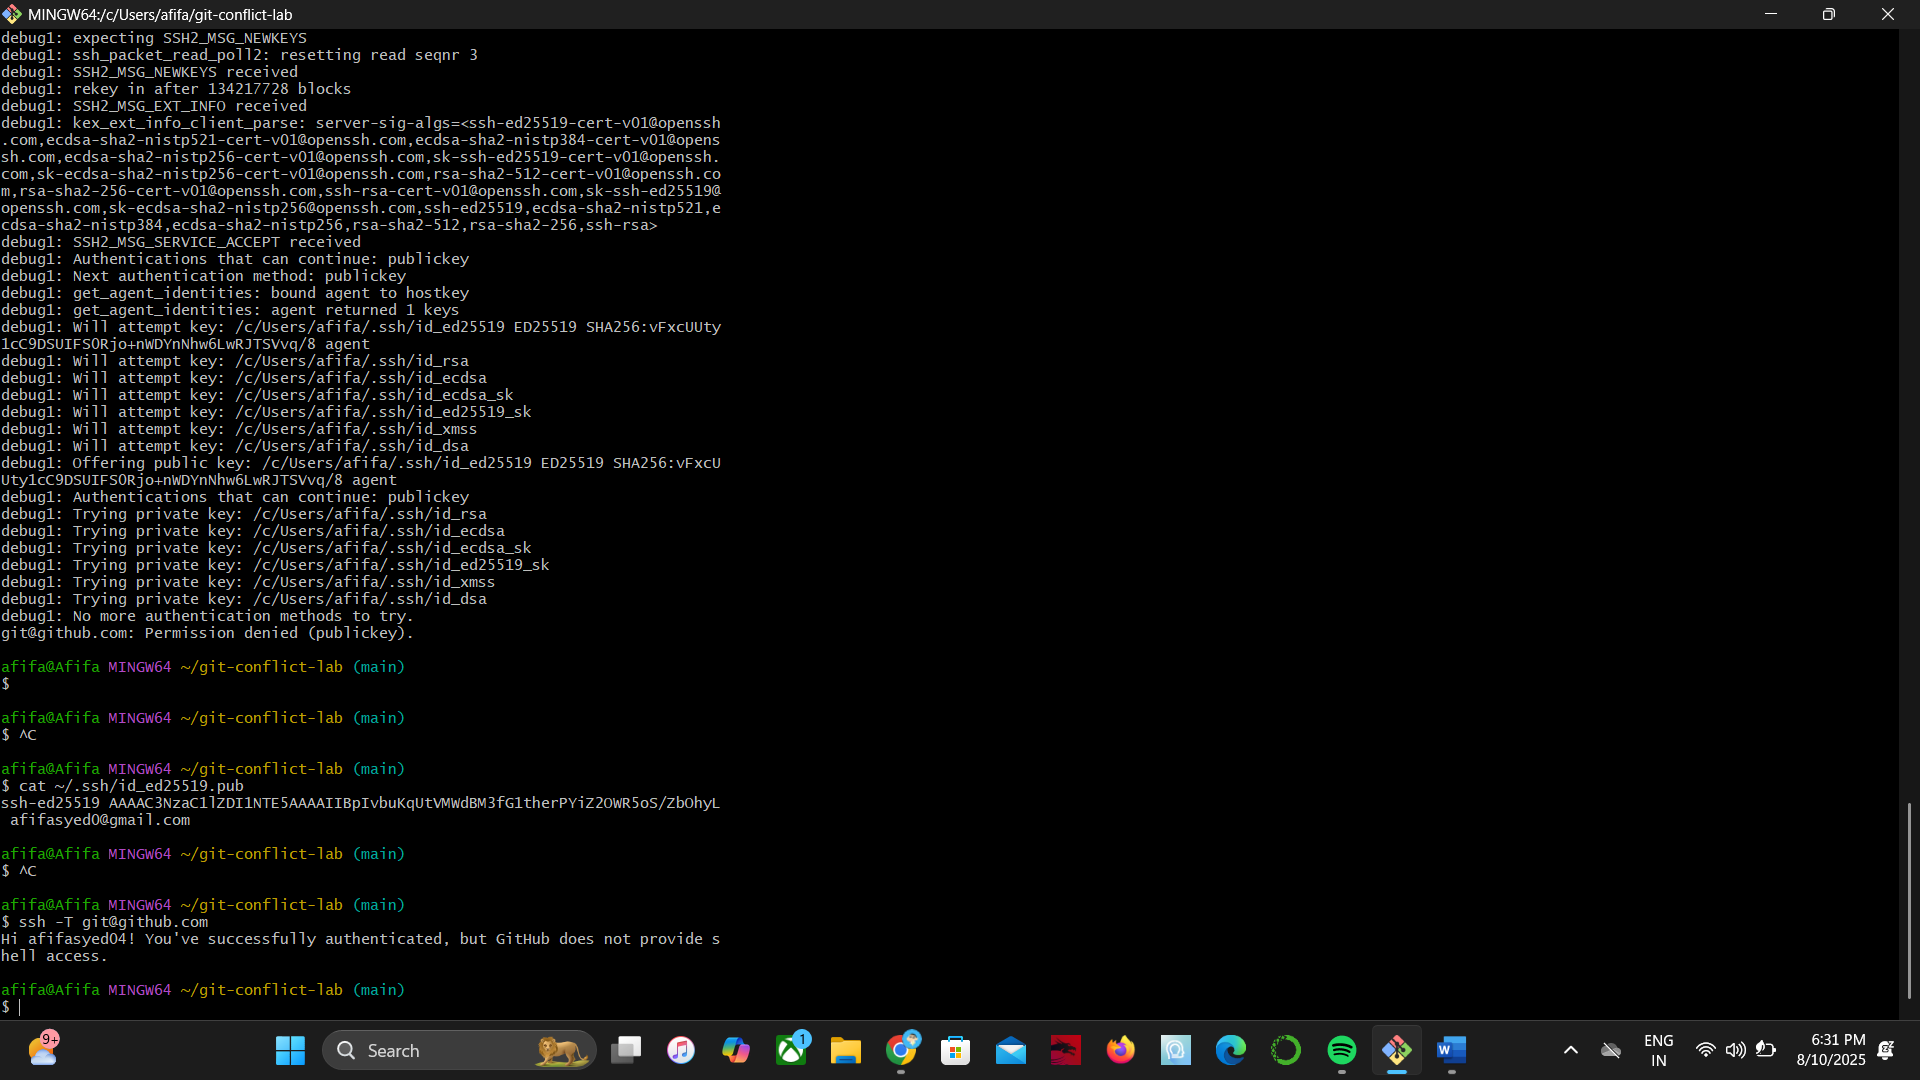 MINGW64:/c/Users/afifa/git-conflict-lab
debug1: expecting SSH2_MSG_NEWKEYS
debug1: ssh_packet_read_poll2: resetting read seqnr 3
debug1: SSH2_MSG_NEWKEYS received
debug1: rekey in after 134217728 blocks
debug1: SSH2_MSG_EXT_INFO received
debug1: kex_ext_info_client_parse: server-sig-algs=<ssh-ed25519-cert-v01@openssh
.com,ecdsa-sha2-nistp521-cert-v01@openssh.com,ecdsa-sha2-nistp384-cert-v01@opens
sh.com,ecdsa-sha2-nistp256-cert-v01@openssh.com,sk-ssh-ed25519-cert-v01@openssh.
com,sk-ecdsa-sha2-nistp256-cert-v01@openssh.com,rsa-sha2-512-cert-v01@openssh.co
m,rsa-sha2-256-cert-v01@openssh.com,ssh-rsa-cert-v01@openssh.com,sk-ssh-ed25519@
openssh.com,sk-ecdsa-sha2-nistp256@openssh.com,ssh-ed25519,ecdsa-sha2-nistp521,e
cdsa-sha2-nistp384,ecdsa-sha2-nistp256,rsa-sha2-512,rsa-sha2-256,ssh-rsa>
debug1: SSH2_MSG_SERVICE_ACCEPT received
debug1: Authentications that can continue: publickey
debug1: Next authentication method: publickey
debug1: get_agent_identities: bound agent to hostkey
debug1: get_agent_identities: agent returned 1 keys
debug1: Will attempt key: /c/Users/afifa/.ssh/id_ed25519 ED25519 SHA256:vFxcUUty
1cC9DSUIFSORjo+nWDYnNhw6LwRJTSVvq/8 agent
debug1: Will attempt key: /c/Users/afifa/.ssh/id_rsa
debug1: Will attempt key: /c/Users/afifa/.ssh/id_ecdsa
debug1: Will attempt key: /c/Users/afifa/.ssh/id_ecdsa_sk
debug1: Will attempt key: /c/Users/afifa/.ssh/id_ed25519_sk
debug1: Will attempt key: /c/Users/afifa/.ssh/id_xmss
debug1: Will attempt key: /c/Users/afifa/.ssh/id_dsa
debug1: Offering public key: /c/Users/afifa/.ssh/id_ed25519 ED25519 SHA256:vFxcU
Uty1cC9DSUIFSORjo+nWDYnNhw6LwRJTSVvq/8 agent
debug1: Authentications that can continue: publickey
debug1: Trying private key: /c/Users/afifa/.ssh/id_rsa
debug1: Trying private key: /c/Users/afifa/.ssh/id_ecdsa
debug1: Trying private key: /c/Users/afifa/.ssh/id_ecdsa_sk
debug1: Trying private key: /c/Users/afifa/.ssh/id_ed25519_sk
debug1: Trying private key: /c/Users/afifa/.ssh/id_xmss
debug1: Trying private key: /c/Users/afifa/.ssh/id_dsa
debug1: No more authentication methods to try.
git@github.com: Permission denied (publickey).
afifa@Afifa MINGW64 ~/git-conflict-lab (main)
$
afifa@Afifa MINGW64 ~/git-conflict-lab (main)
$ ^C
afifa@Afifa MINGW64 ~/git-conflict-lab (main)
$ cat ~/.ssh/id_ed25519.pub
ssh-ed25519 AAAAC3NzaC1lZDI1NTE5AAAAIIBpIvbuKqUtVMWdBM3fG1therPYiZ2OWR5oS/ZbOhyL
 afifasyed0@gmail.com
afifa@Afifa MINGW64 ~/git-conflict-lab (main)
$ ^C
afifa@Afifa MINGW64 ~/git-conflict-lab (main)
$ ssh -T git@github.com
Hi afifasyed04! You've successfully authenticated, but GitHub does not provide s
hell access.
afifa@Afifa MINGW64 ~/git-conflict-lab (main)
$
9+
Search
1
ENG
IN
6:31 PM
8/10/2025